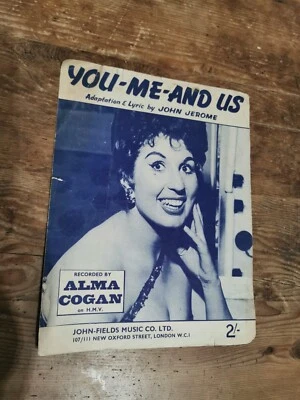 YOU-ME-AND US
Adaptation & Lyric by JOHN JEROME
RECORDED BY
ALMA
COGAN
on H.M.V.
JOHN-FIELDS MUSIC CO. LTD.
107/111 NEW OXFORD STREET, LONDON W.C.1
2/-